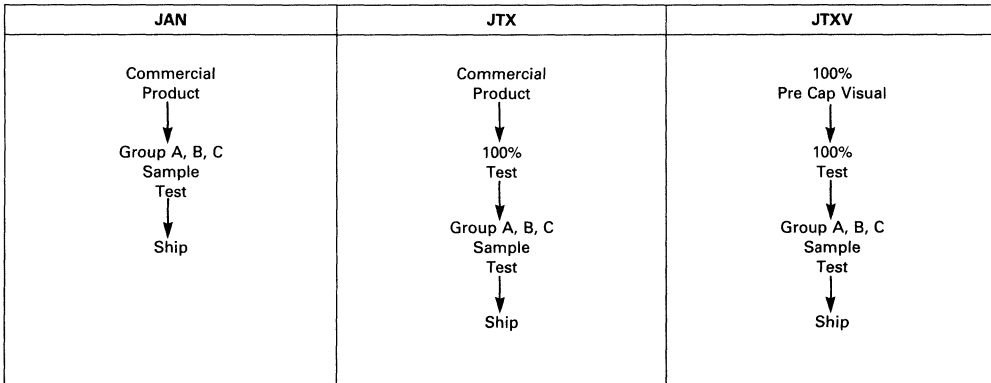 JAN
JTX
JTXV
Commercial
Product
Group A, B, C
Sample
Test
Ship
Commercial
Product
100%
Test
Group A, B, C
Sample
Test
Ship
100%
Pre Cap Visual
100%
Test
Group A, B, C
Sample
Test
Ship